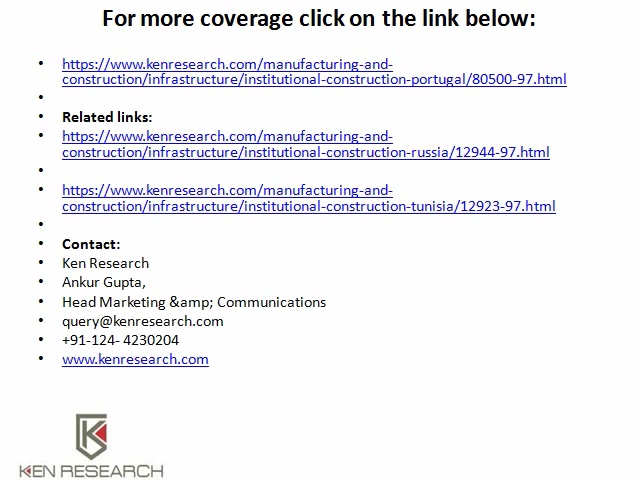 For more coverage click on the link below:
• https://www.kenresearch.com/manufacturing-and-
construction/infrastructure/institutional-construction-portugal/80500-97.html
•
• Related links:
• https://www.kenresearch.com/manufacturing-and-
construction/infrastructure/institutional-construction-russia/12944-97.html
•
• https://www.kenresearch.com/manufacturing-and-
construction/infrastructure/institutional-construction-tunisia/12923-97.html
•
• Contact:
• Ken Research
• Ankur Gupta,
• Head Marketing &amp; Communications
• query@kenresearch.com
• +91-124- 4230204
• www.kenresearch.com
KEN RESEARCH